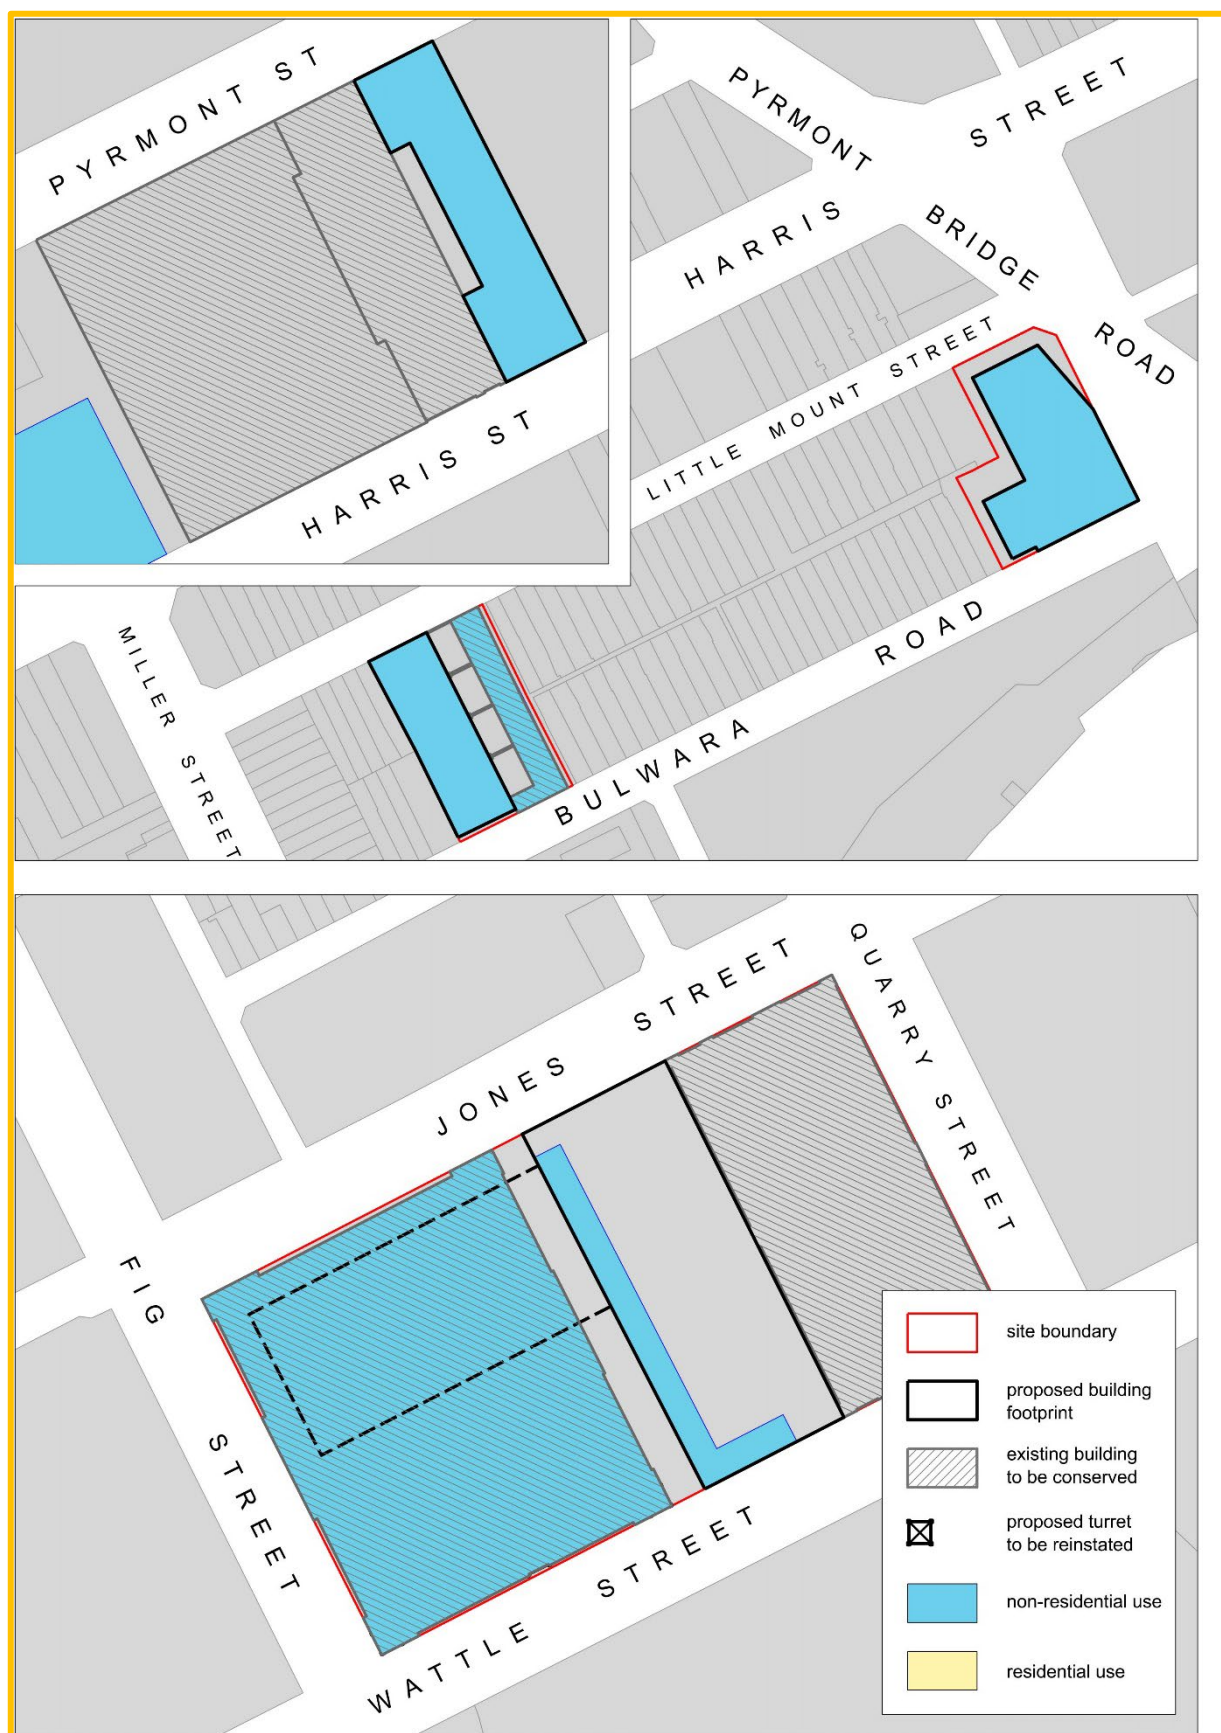 PYRMONT ST
HARRIS ST
PYRMONT
BRIDGE
ROAD
HARRIS
STREET
LITTLE MOUNT STREET
MILLER STREET
BULWARA ROAD
JONES STREET
QUARRY STREET
FIG
STREET
WATTLE STREET
site boundary
proposed building
footprint
existing building
to be conserved
proposed turret
to be reinstated
non-residential use
residential use